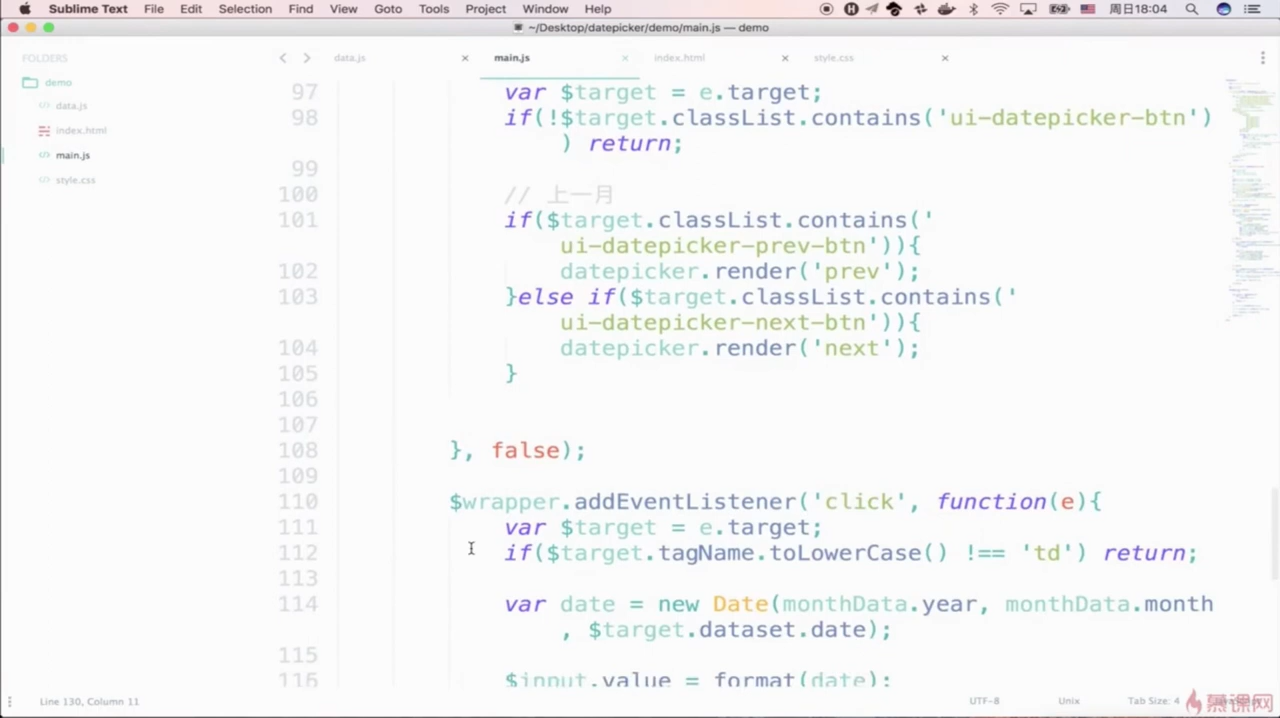 Sublime Text File Edit Selection Find View Goto Tools Project Window Help 周日18:04
~/Desktop/datepicker/demo/main.js — demo
FOLDERS
demo
data.js
index.html
main.js
style.css
data.js main.js index.html style.css
97 var $target = e.target;
98 if(!$target.classList.contains('ui-datepicker-btn')
) return;
99
100 // 上一月
101 if($target.classList.contains('
ui-datepicker-prev-btn')){
102 datepicker.render('prev');
103 }else if($target.classList.contains('
ui-datepicker-next-btn')){
104 datepicker.render('next');
105 }
106
107
108 }, false);
109
110 $wrapper.addEventListener('click', function(e){
111 var $target = e.target;
112 if($target.tagName.toLowerCase() !== 'td') return;
113
114 var date = new Date(monthData.year, monthData.month
, $target.dataset.date);
115
116 $input.value = format(date);
Line 130, Column 11 UTF-8 Unix Tab Size: 4
慕课网